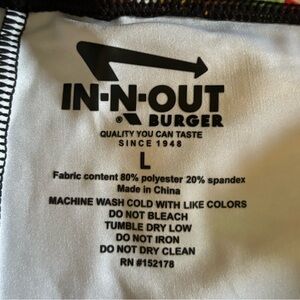 IN-N-OUT
® BURGER
QUALITY YOU CAN TASTE
SINCE 1948
L
Fabric content 80% polyester 20% spandex
Made in China
MACHINE WASH COLD WITH LIKE COLORS
DO NOT BLEACH
TUMBLE DRY LOW
DO NOT IRON
DO NOT DRY CLEAN
RN #152178